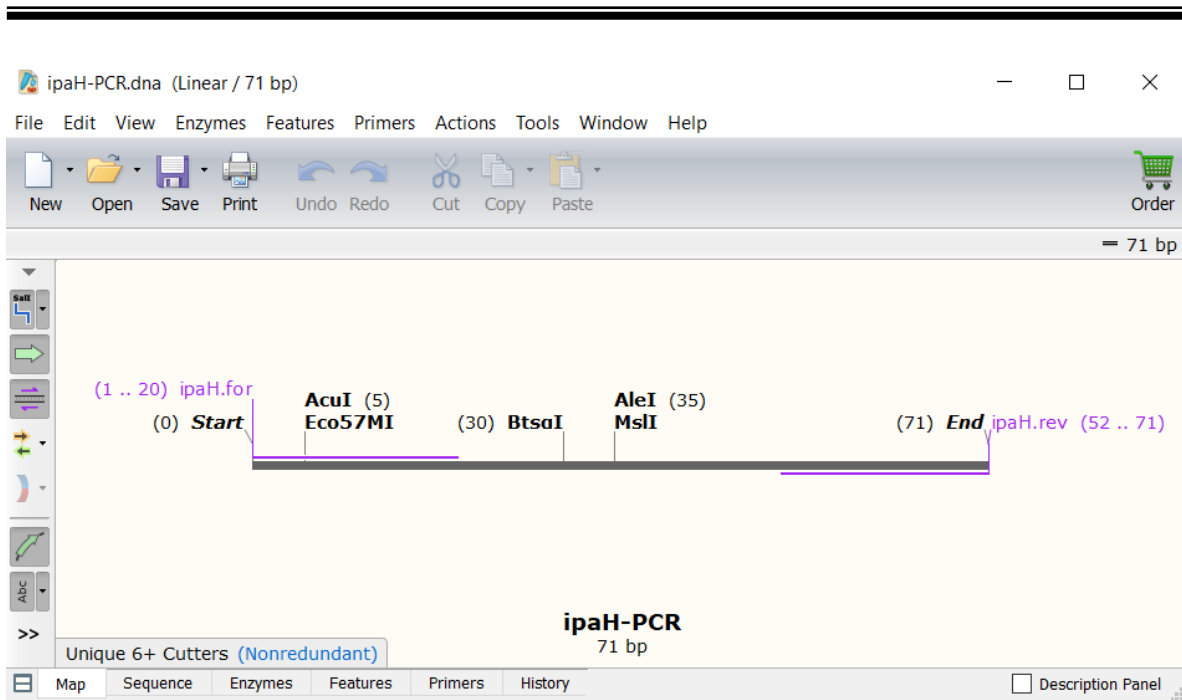 ipaH-PCR.dna (Linear / 71 bp)
File Edit View Enzymes Features Primers Actions Tools Window Help
New Open Save Print Undo Redo Cut Copy Paste Order
= 71 bp
SalI
(1 .. 20) ipaH.for
AcuI (5)
AleI (35)
(0) Start
Eco57MI
(30) BtsαI
MslI
(71) End
ipaH.rev (52 .. 71)
Abc
>>
ipaH-PCR
71 bp
Unique 6+ Cutters (Nonredundant)
Map Sequence Enzymes Features Primers History
Description Panel